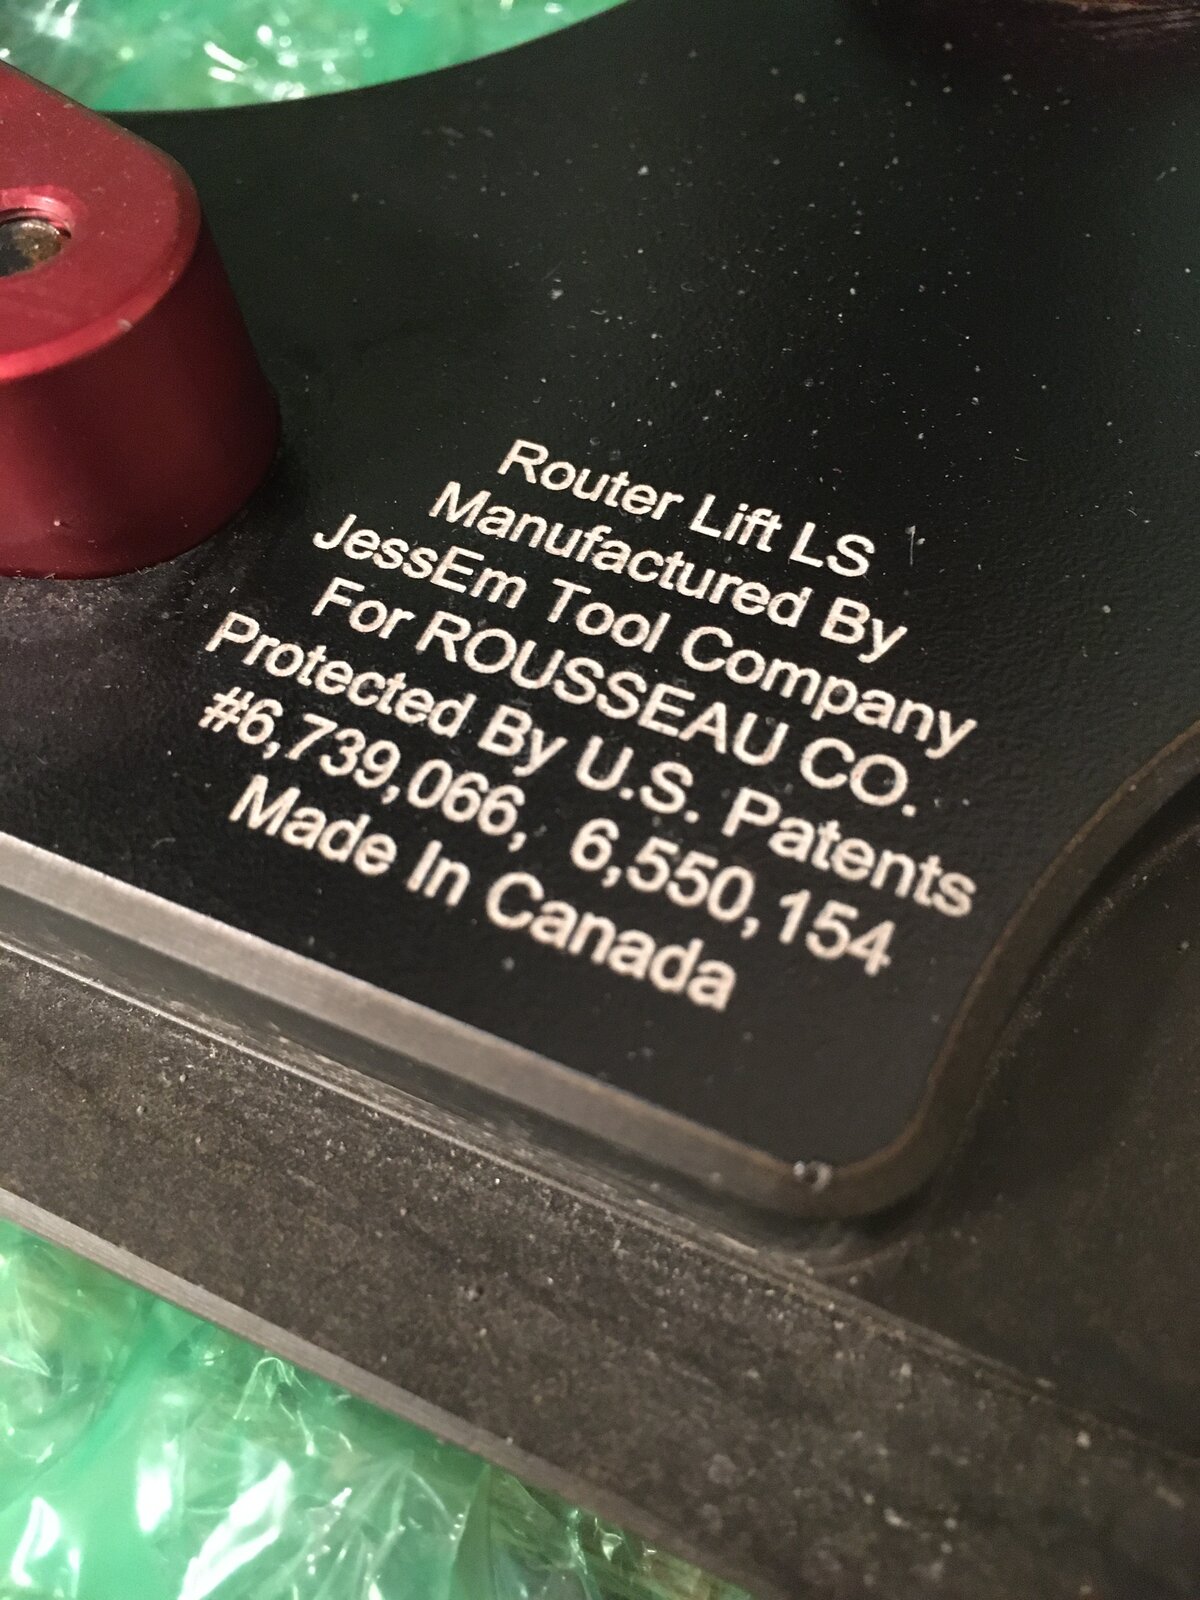 Router Lift LS
Manufactured By
JessEm Tool Company
For ROUSSEAU CO.
Protected By U.S. Patents
#6,739,066, 6,550,154
Made In Canada